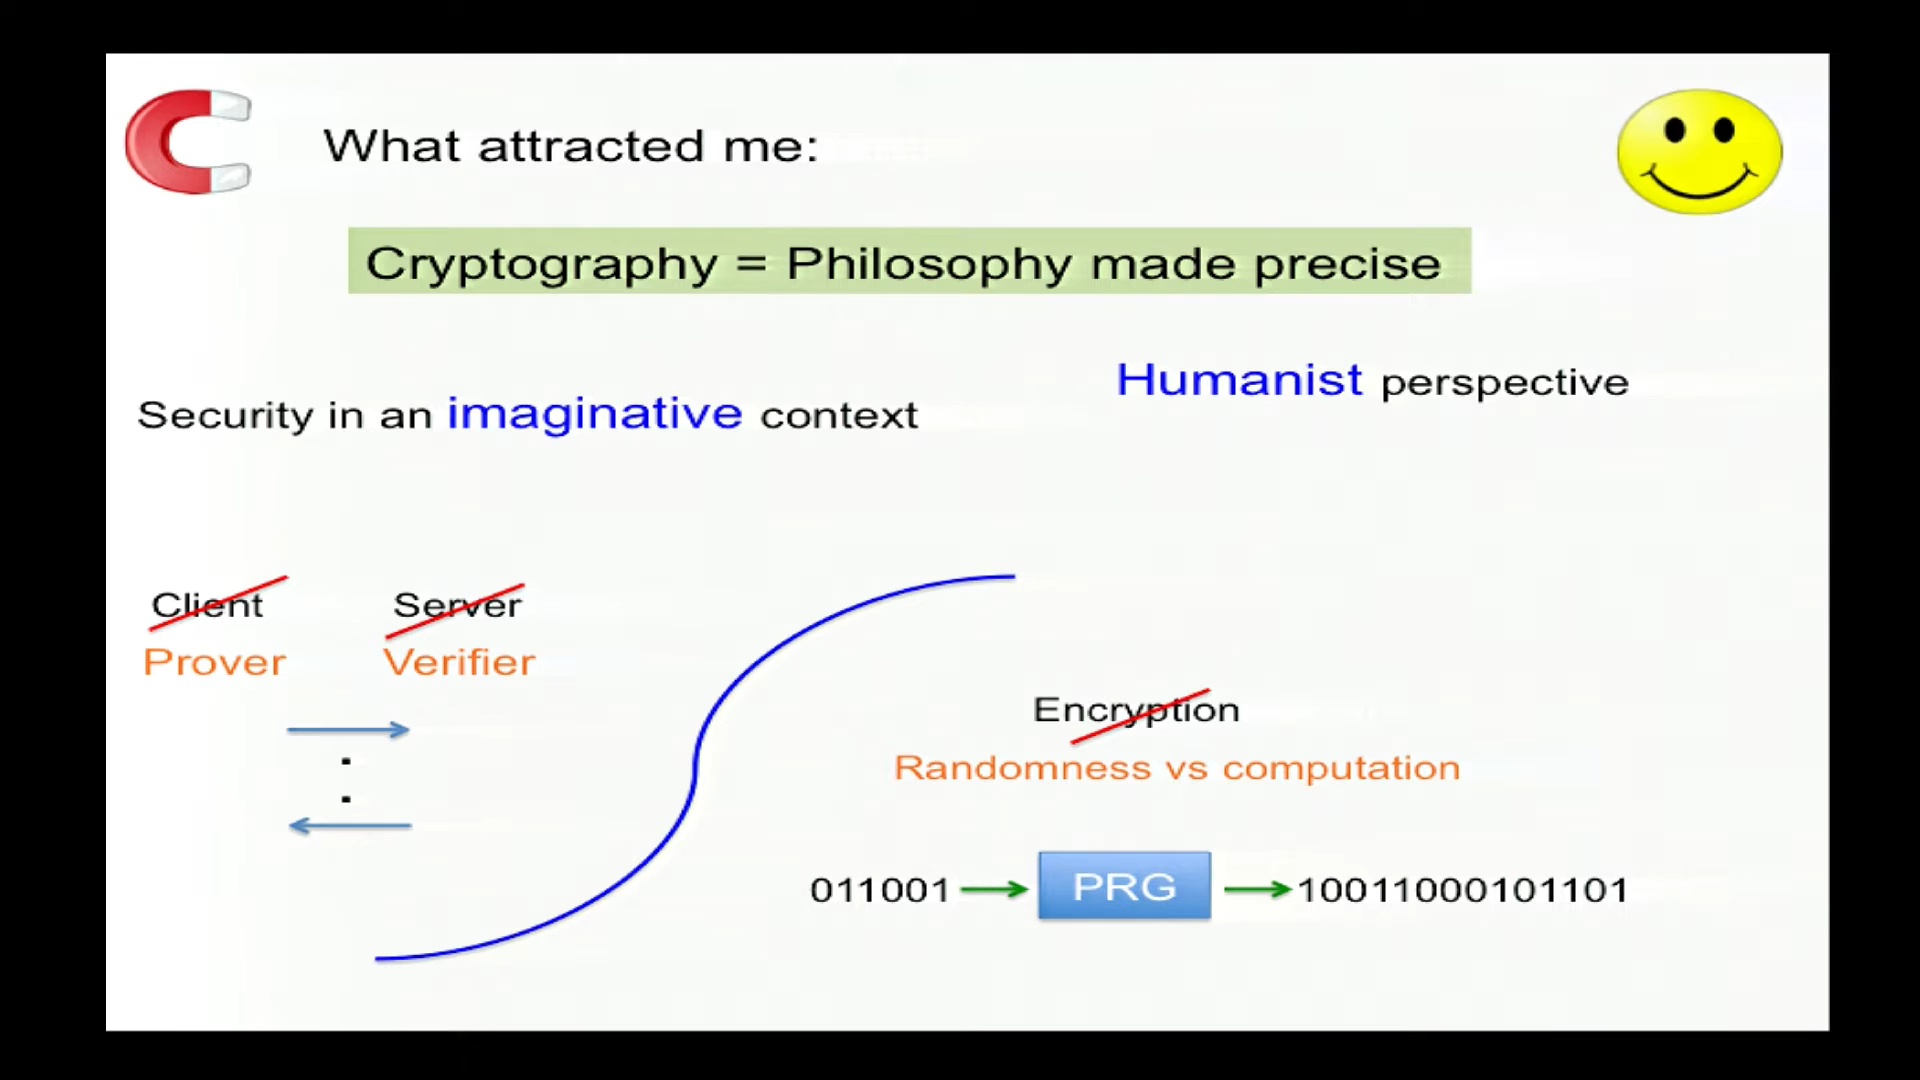 What attracted me:
Cryptography = Philosophy made precise
Humanist perspective
Security in an imaginative context
Client Server
Prover Verifier
Encryption
Randomness vs computation
011001 PRG 10011000101101